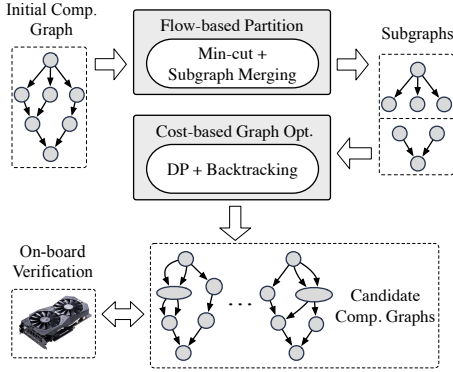 Initial Comp.
Graph
Flow-based Partition
Min-cut +
Subgraph Merging
Subgraphs
Cost-based Graph Opt.
DP + Backtracking
On-board
Verification
...
Candidate
Comp. Graphs